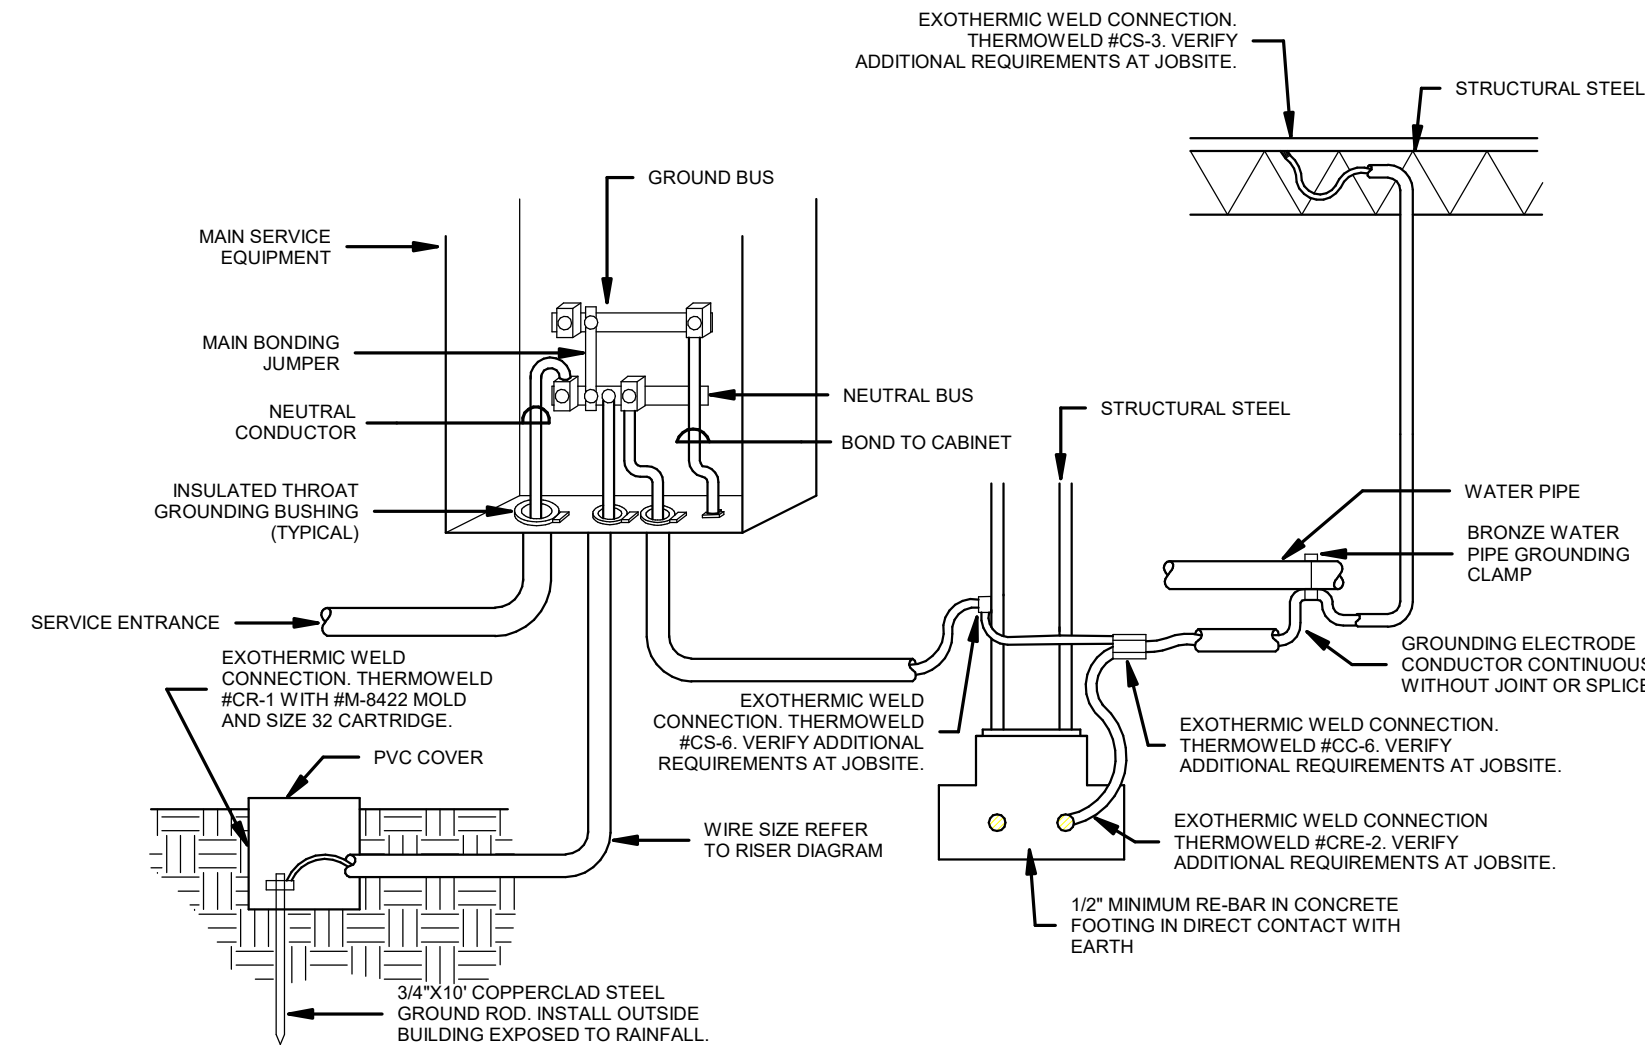 EXOTHERMIC WELD CONNECTION.
THERMOWELD #CS-3. VERIFY
ADDITIONAL REQUIREMENTS AT JOBSITE.
STRUCTURAL STEEL
GROUND BUS
MAIN SERVICE
EQUIPMENT
MAIN BONDING
JUMPER
NEUTRAL BUS
NEUTRAL
CONDUCTOR
BOND TO CABINET
STRUCTURAL STEEL
INSULATED THROAT
GROUNDING BUSHING
(TYPICAL)
WATER PIPE
BRONZE WATER
PIPE GROUNDING
CLAMP
SERVICE ENTRANCE
GROUNDING ELECTRODE
CONDUCTOR CONTINUOUS
WITHOUT JOINT OR SPLICE
EXOTHERMIC WELD
CONNECTION. THERMOWELD
#CR-1 WITH #M-8422 MOLD
AND SIZE 32 CARTRIDGE.
EXOTHERMIC WELD
CONNECTION. THERMOWELD
#CS-6. VERIFY ADDITIONAL
REQUIREMENTS AT JOBSITE.
EXOTHERMIC WELD CONNECTION.
THERMOWELD #CC-6. VERIFY
ADDITIONAL REQUIREMENTS AT JOBSITE.
PVC COVER
WIRE SIZE REFER
TO RISER DIAGRAM
EXOTHERMIC WELD CONNECTION
THERMOWELD #CRE-2. VERIFY
ADDITIONAL REQUIREMENTS AT JOBSITE.
1/2" MINIMUM RE-BAR IN CONCRETE
FOOTING IN DIRECT CONTACT WITH
EARTH
3/4"X10' COPPERCLAD STEEL
GROUND ROD. INSTALL OUTSIDE
BUILDING EXPOSED TO RAINFALL.